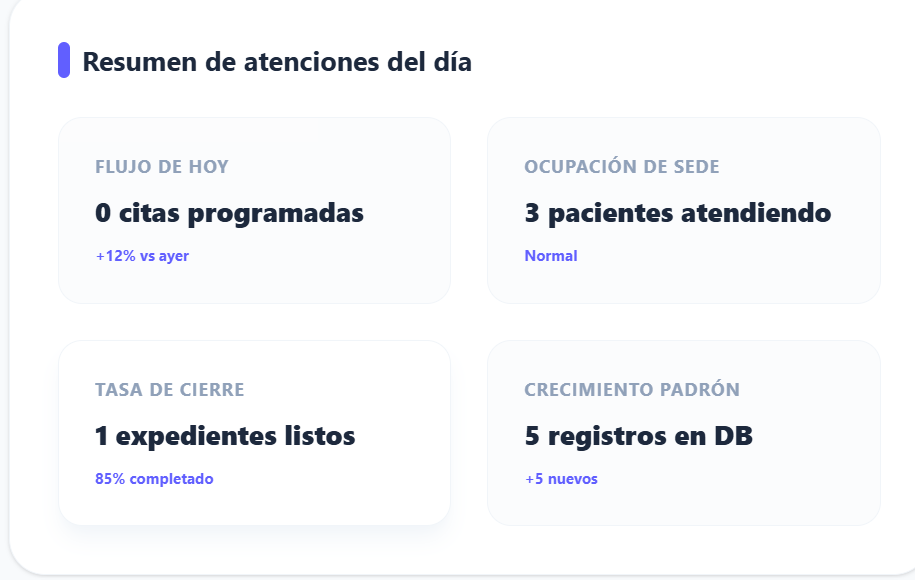 Resumen de atenciones del día
FLUJO DE HOY
0 citas programadas
+12% vs ayer
OCUPACIÓN DE SEDE
3 pacientes atendiendo
Normal
TASA DE CIERRE
1 expedientes listos
85% completado
CRECIMIENTO PADRÓN
5 registros en DB
+5 nuevos